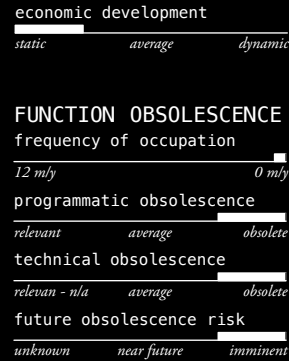 economic development
static average dynamic
FUNCTION OBSOLESCENCE
frequency of occupation
12 m/y 0 m/y
programmatic obsolescence
relevant average obsolete
technical obsolescence
relevan - n/a average obsolete
future obsolescence risk
unknown near future imminent